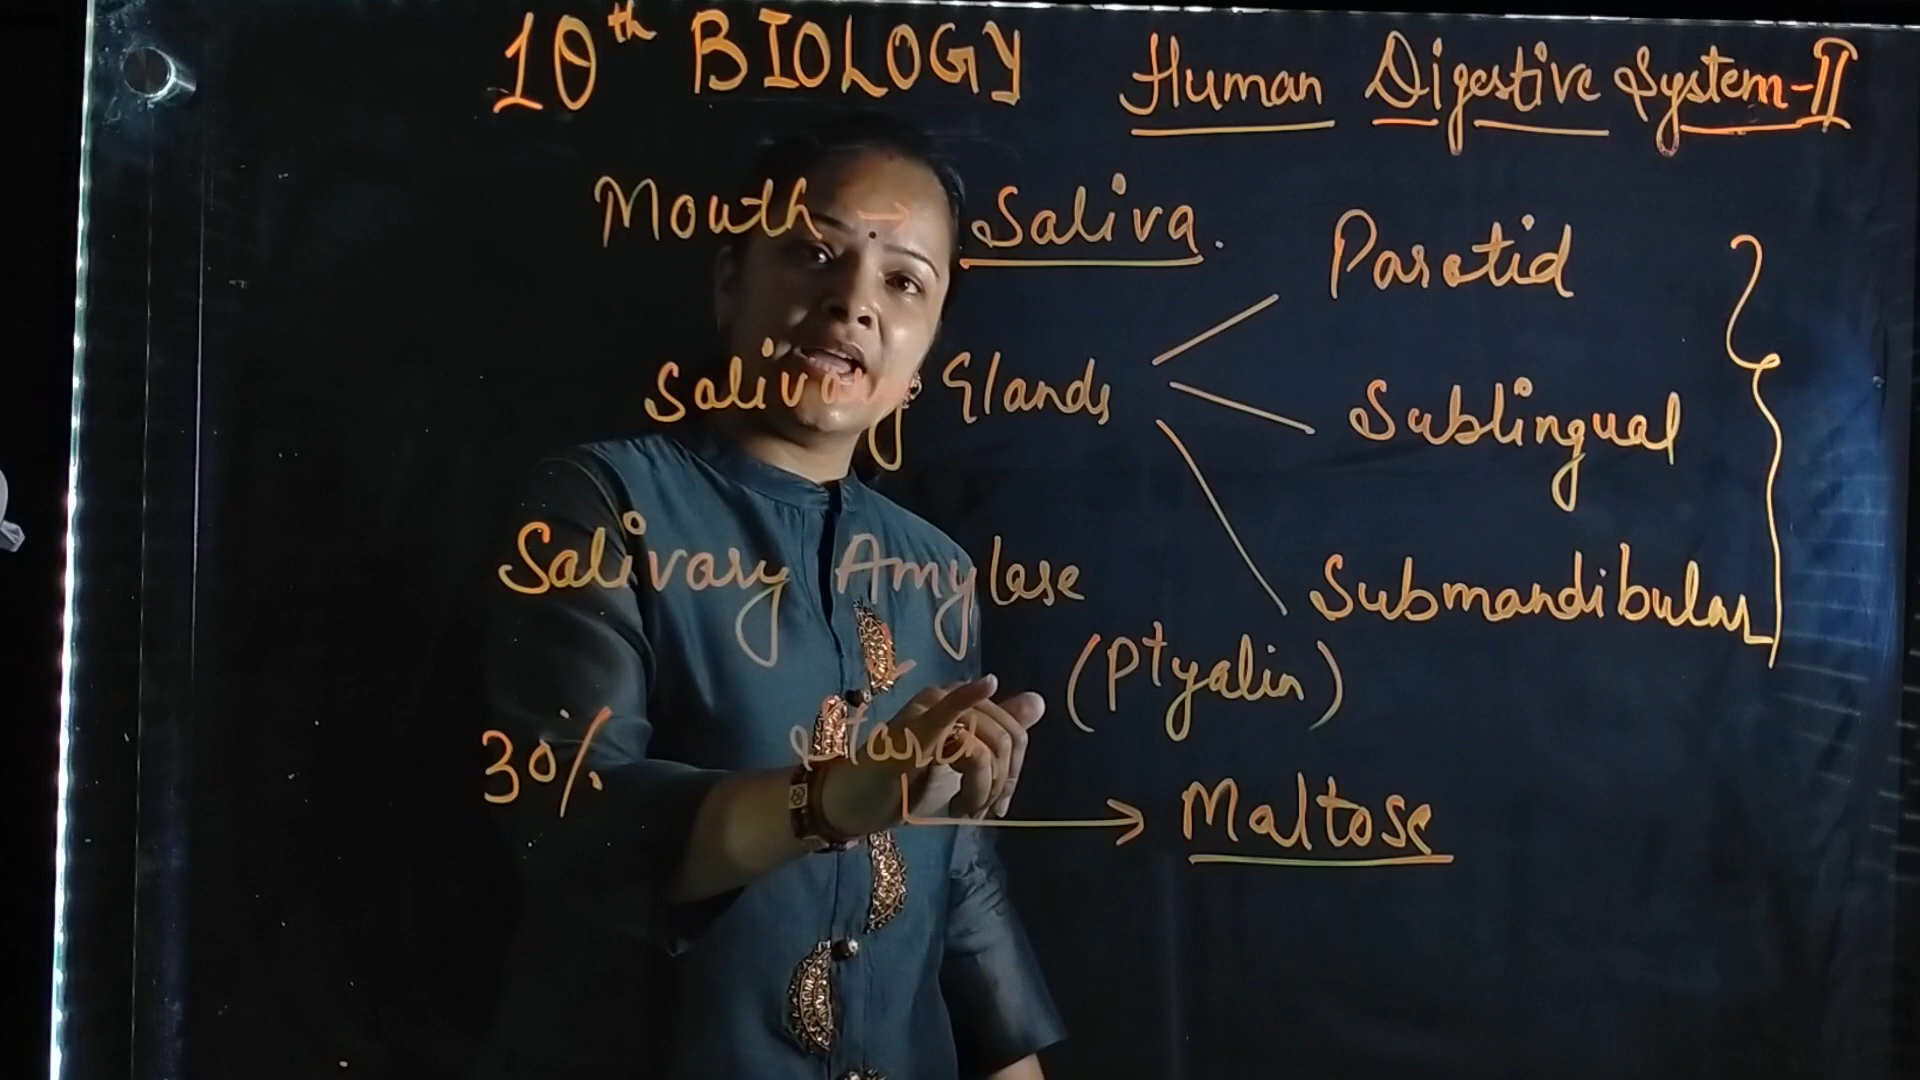 10th BIOLOGY Human Digestive System-II
Mouth → Saliva.
Parotid
Salivary Glands
Sublingual
Salivary Amylase
Submandibular
(Ptyalin)
30% Starch
→ Maltose